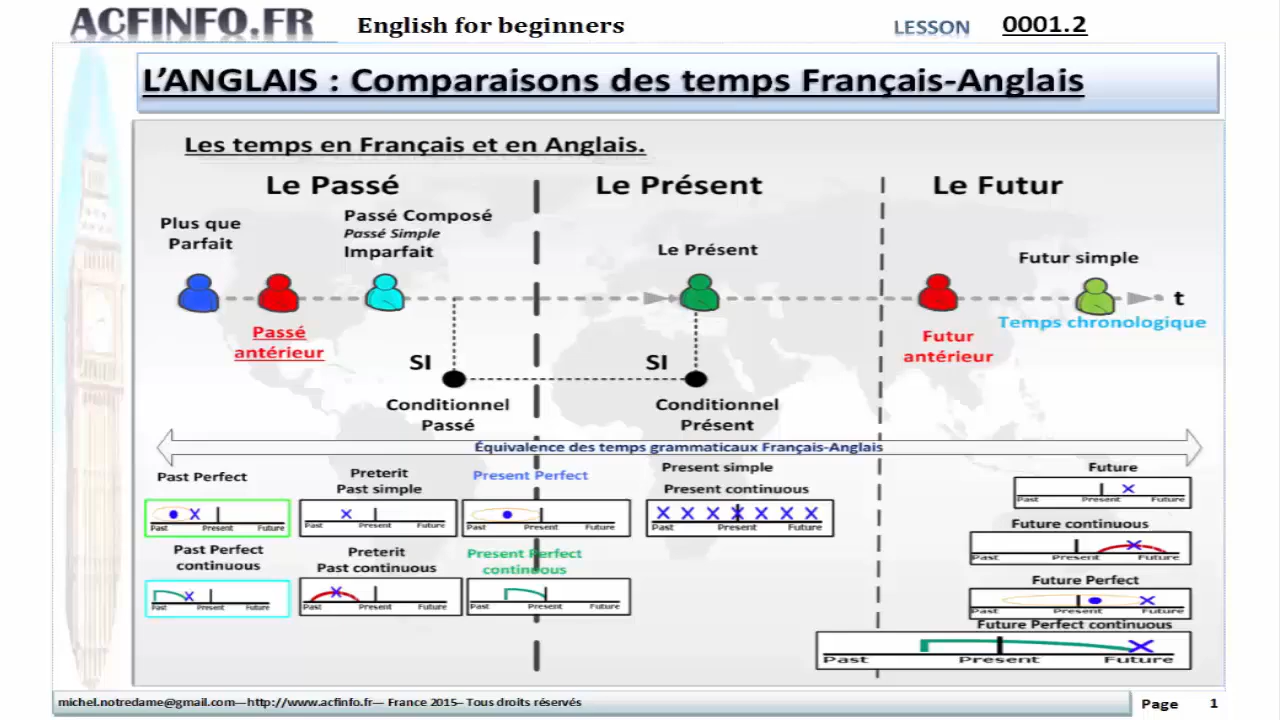 ACFINFO.FR
English for beginners
LESSON
0001.2
L'ANGLAIS : Comparaisons des temps Français-Anglais
Les temps en Français et en Anglais.
Le Passé
Le Présent
Le Futur
Plus que
Parfait
Passé Composé
Passé Simple
Imparfait
Le Présent
Futur simple
t
Temps chronologique
Passé
antérieur
Futur
antérieur
SI
SI
Conditionnel
Passé
Conditionnel
Présent
Équivalence des temps grammaticaux Français-Anglais
Past Perfect
Past Present Future
Preterit
Past simple
Past Present Future
Present Perfect
Past Future
Present simple
Present continuous
Past Present Future
Future
Past Present Future
Past Perfect
continuous
Past Present Future
Preterit
Past continuous
Past Present Future
Present Perfect
continuous
Past Present Future
Future continuous
Past Present Future
Future Perfect
Past Present Future
Future Perfect continuous
Past Present Future
michel.notredame@gmail.com—http://www.acfinfo.fr— France 2015– Tous droits réservés
Page 1